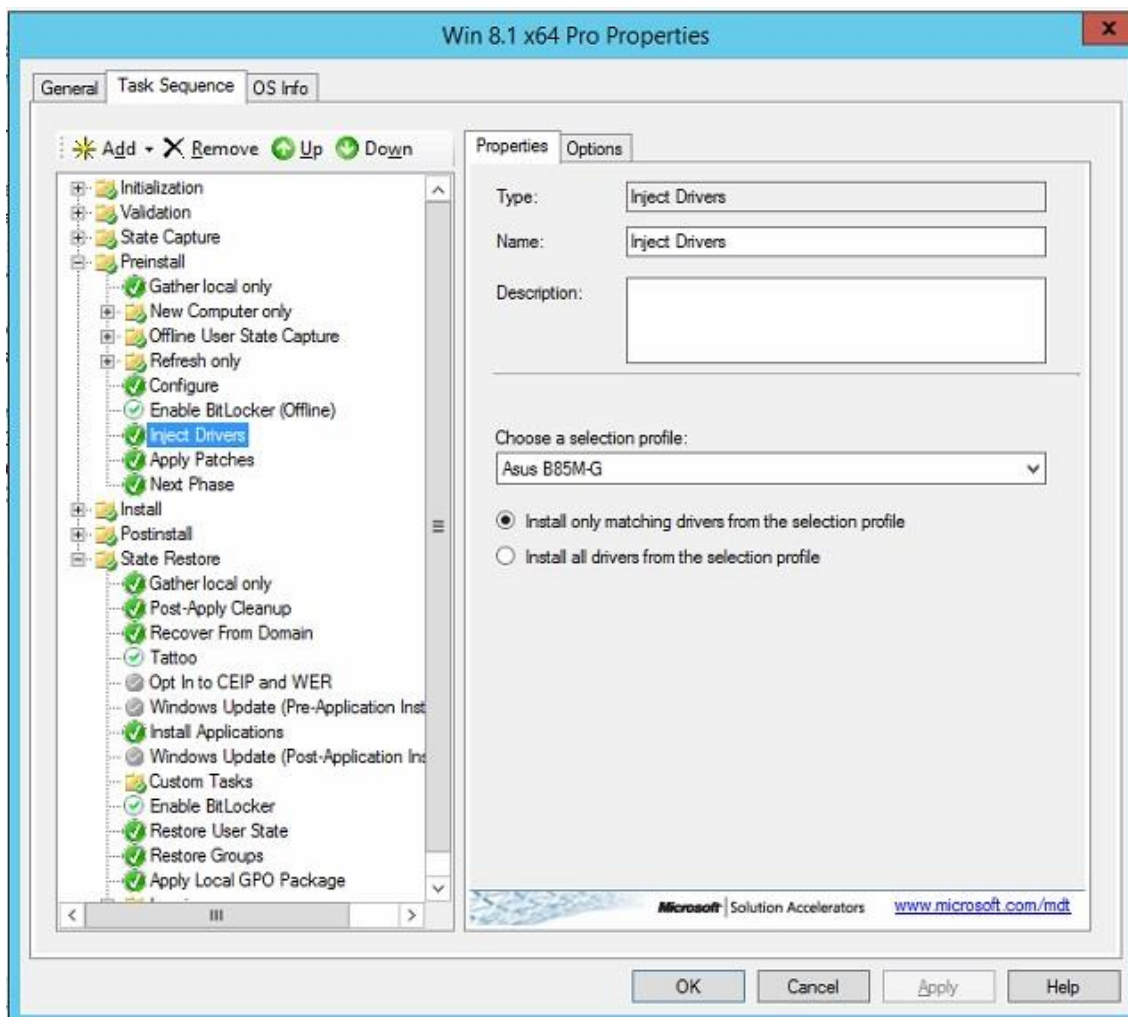 Win 8.1 x64 Pro Properties
x
General Task Sequence OS Info
Add Remove Up Down
Initialization
Validation
State Capture
Preinstall
Gather local only
New Computer only
Offline User State Capture
Refresh only
Configure
Enable BitLocker (Offline)
Inject Drivers
Apply Patches
Next Phase
Install
Postinstall
State Restore
Gather local only
Post-Apply Cleanup
Recover From Domain
Tattoo
Opt In to CEIP and WER
Windows Update (Pre-Application Inst
Install Applications
Windows Update (Post-Application Ins
Custom Tasks
Enable BitLocker
Restore User State
Restore Groups
Apply Local GPO Package
Properties Options
Type: Inject Drivers
Name: Inject Drivers
Description:
Choose a selection profile:
Asus B85M-G
Install only matching drivers from the selection profile
Install all drivers from the selection profile
Microsoft Solution Accelerators www.microsoft.com/mdt
OK Cancel Apply Help